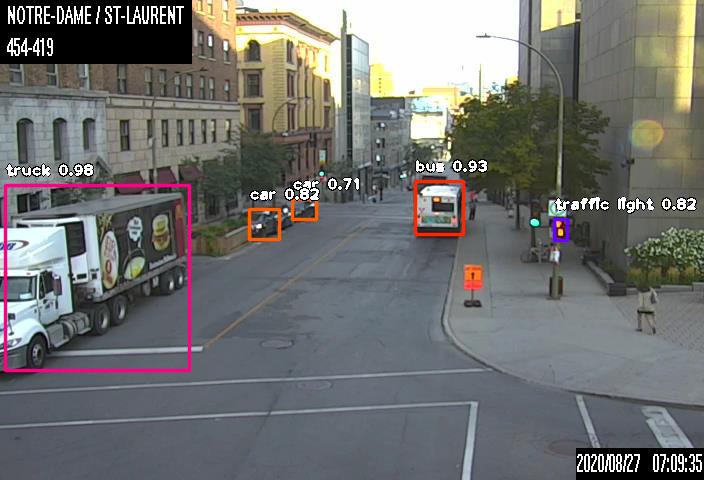 NOTRE-DAME / ST-LAURENT
454-419
truck 0.98
car 0.82
car 0.71
bus 0.93
traffic light 0.82
2020/08/27 07:09:35